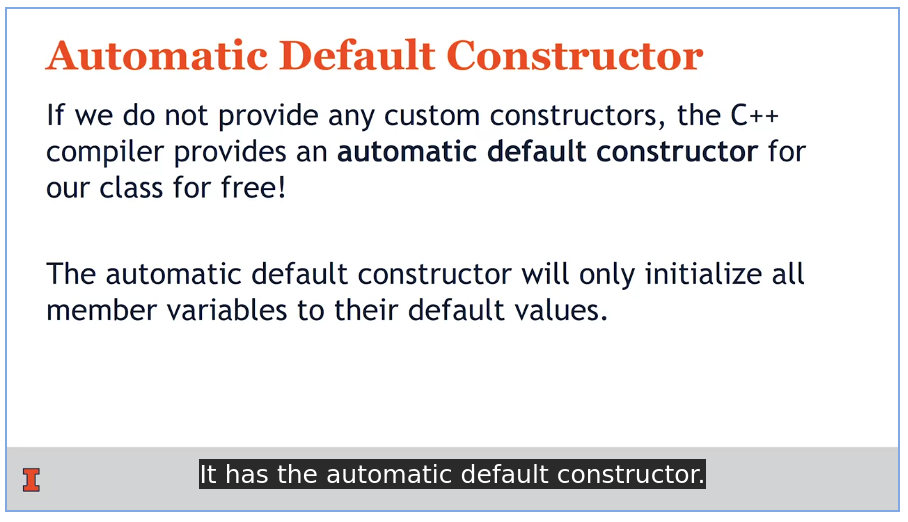 Automatic Default Constructor
If we do not provide any custom constructors, the C++
compiler provides an automatic default constructor for
our class for free!
The automatic default constructor will only initialize all
member variables to their default values.
I
It has the automatic default constructor.